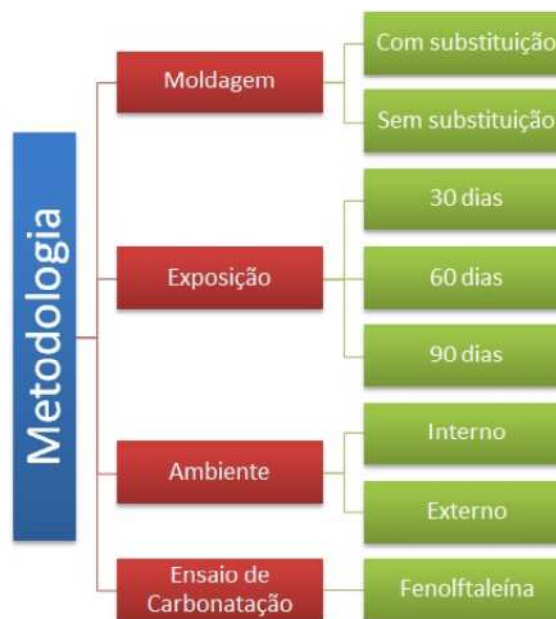 Metodologia
Moldagem
Com substituição
Sem substituição
Exposição
30 dias
60 dias
90 dias
Ambiente
Interno
Externo
Ensaio de
Carbonatação
Fenolftaleína